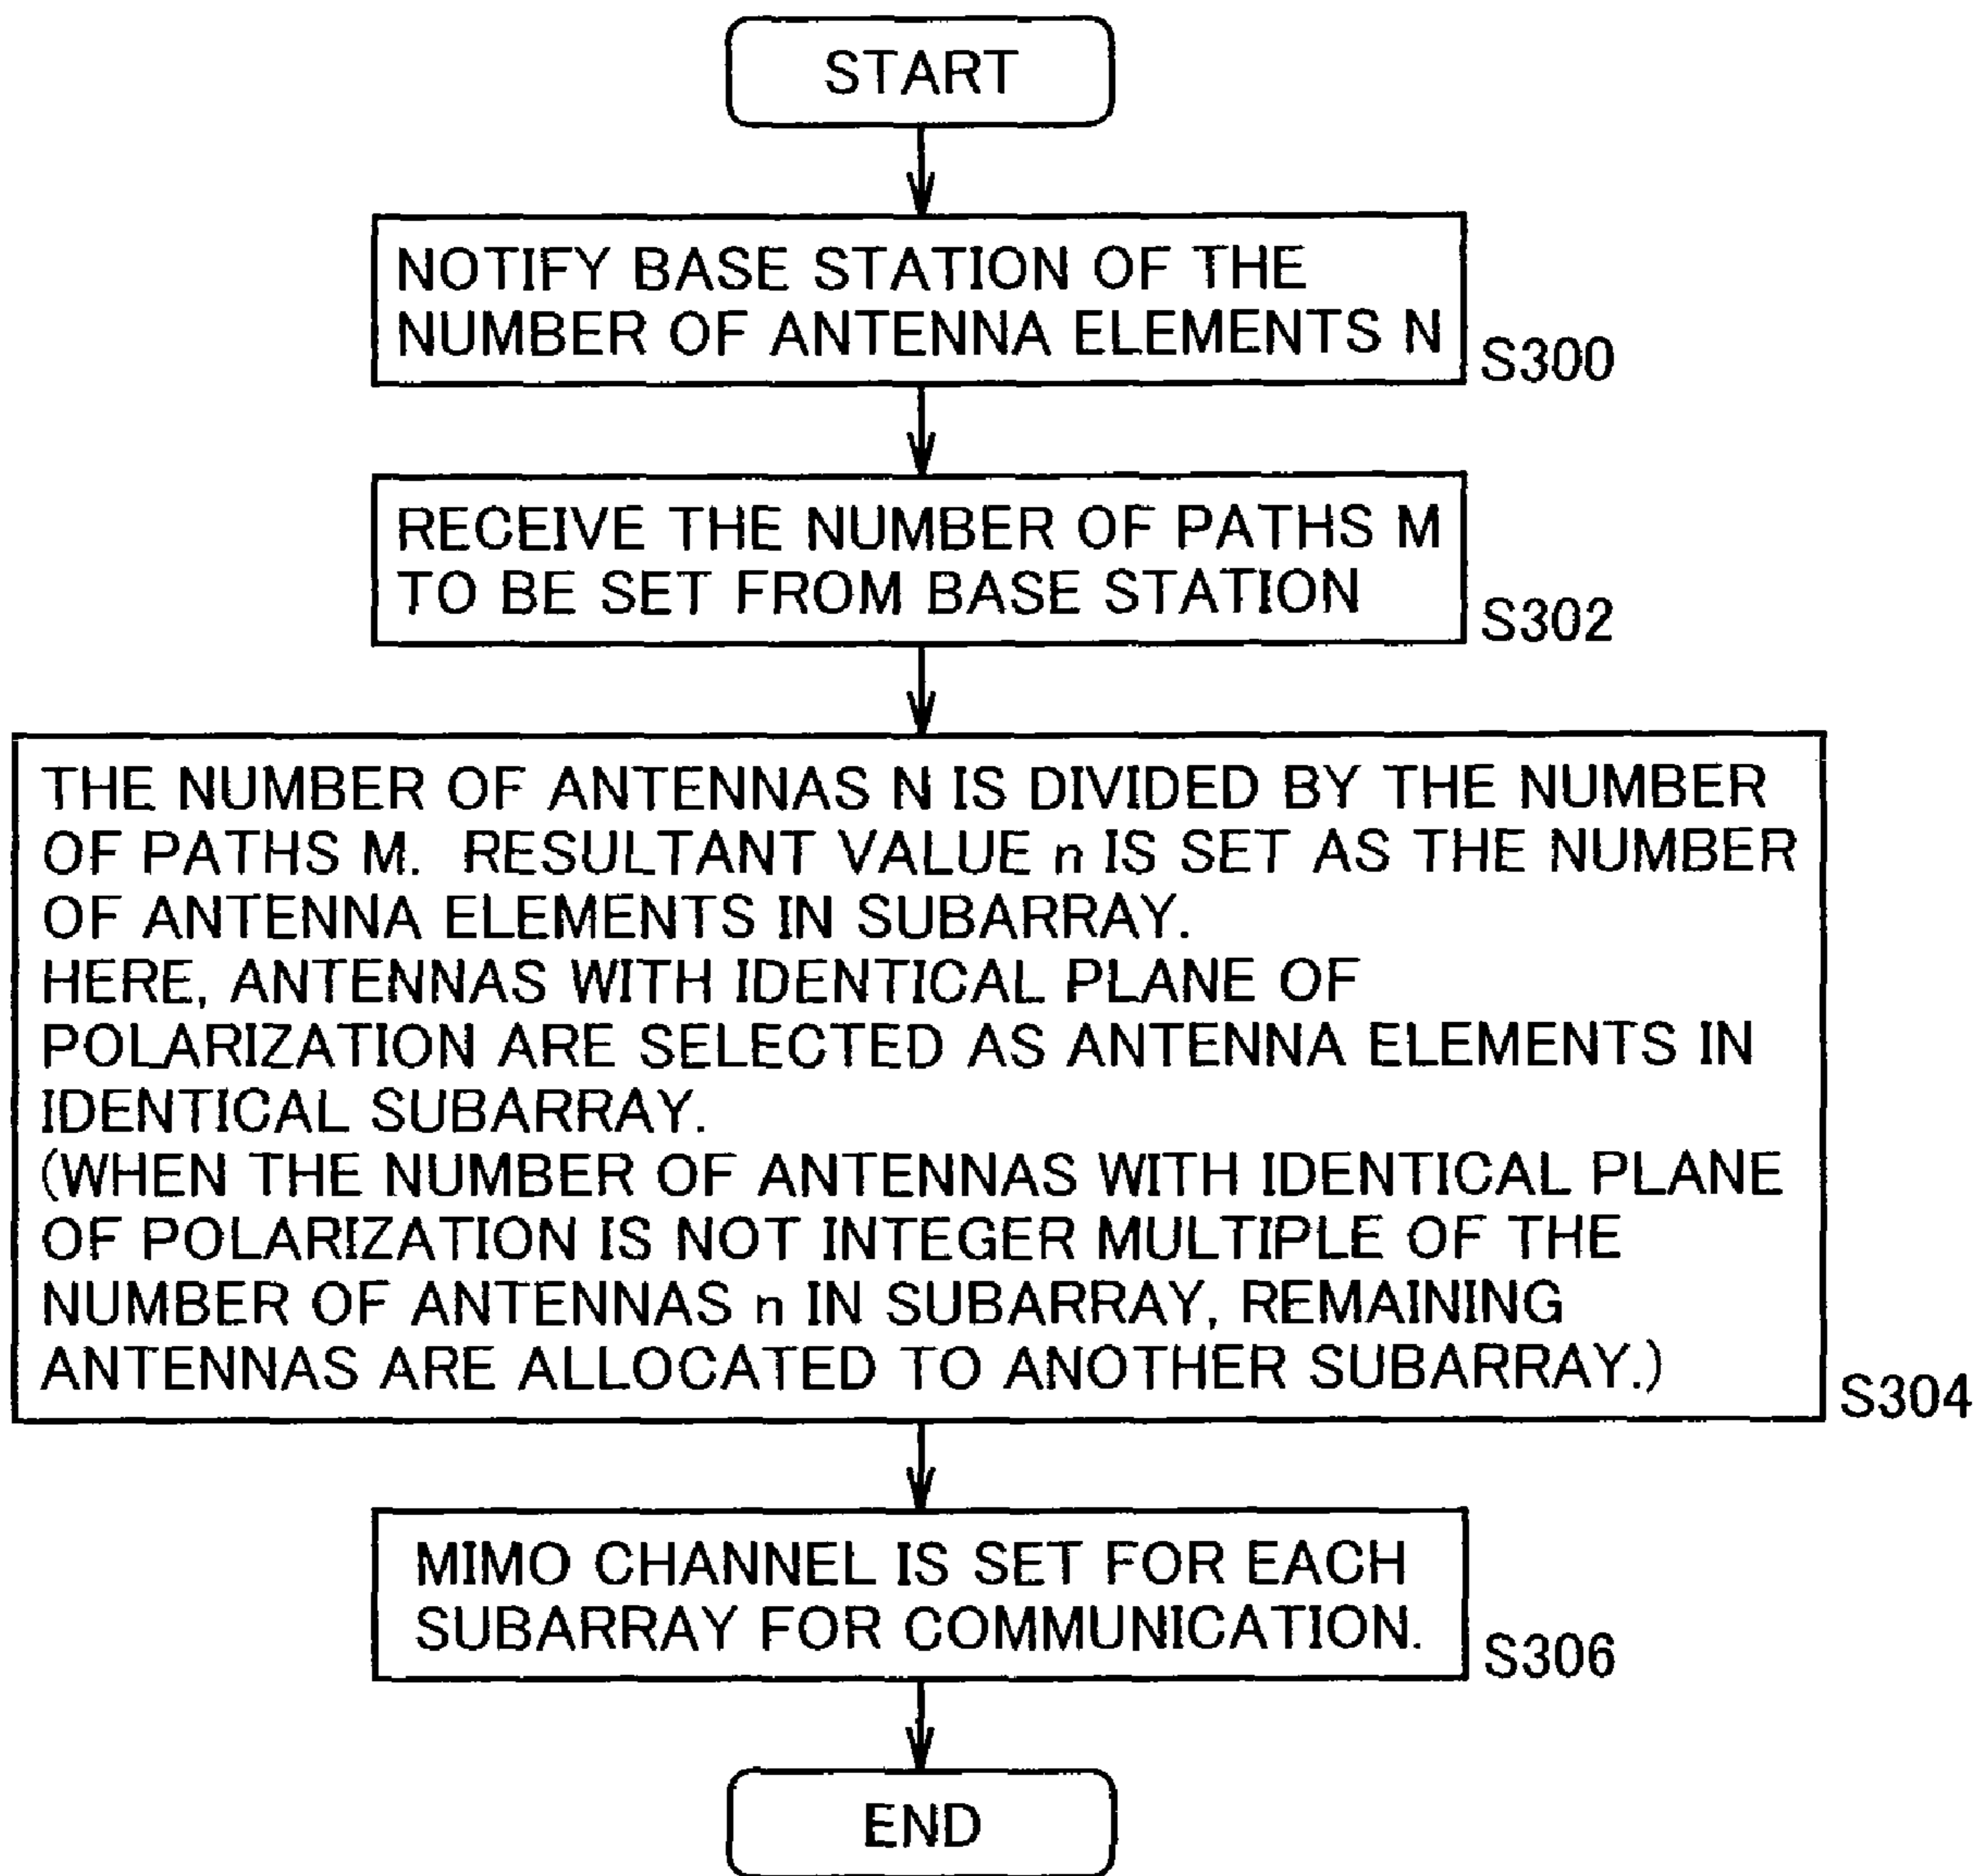 START
NOTIFY BASE STATION OF THE
NUMBER OF ANTENNA ELEMENTS N
S300
RECEIVE THE NUMBER OF PATHS M
TO BE SET FROM BASE STATION
S302
THE NUMBER OF ANTENNAS N IS DIVIDED BY THE NUMBER
OF PATHS M. RESULTANT VALUE n IS SET AS THE NUMBER
OF ANTENNA ELEMENTS IN SUBARRAY.
HERE, ANTENNAS WITH IDENTICAL PLANE OF
POLARIZATION ARE SELECTED AS ANTENNA ELEMENTS IN
IDENTICAL SUBARRAY.
(WHEN THE NUMBER OF ANTENNAS WITH IDENTICAL PLANE
OF POLARIZATION IS NOT INTEGER MULTIPLE OF THE
NUMBER OF ANTENNAS n IN SUBARRAY, REMAINING
ANTENNAS ARE ALLOCATED TO ANOTHER SUBARRAY.)
S304
MIMO CHANNEL IS SET FOR EACH
SUBARRAY FOR COMMUNICATION.
S306
END